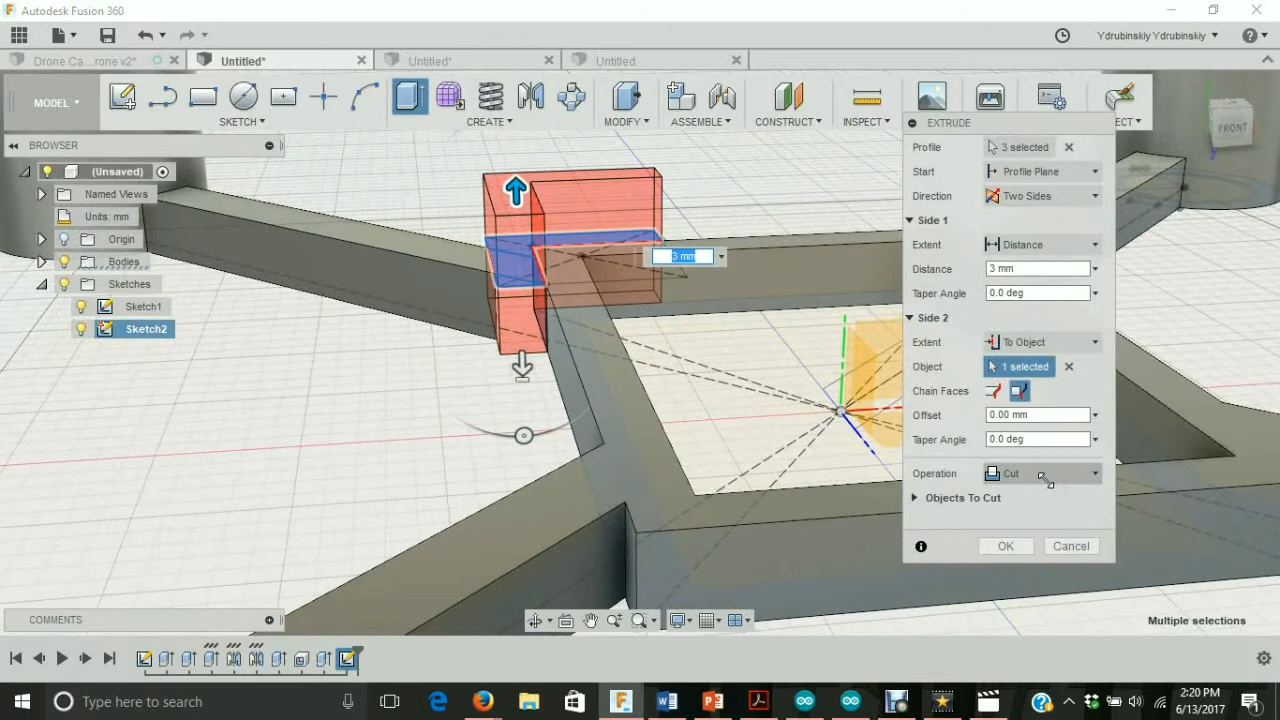 Autodesk Fusion 360
Ydrubinskiy Ydrubinskiy
Drone Ca...rone v2*
Untitled*
Untitled*
Untitled
MODEL
SKETCH
CREATE
MODIFY
ASSEMBLE
CONSTRUCT
INSPECT
ECT
BROWSER
(Unsaved)
Named Views
Units: mm
Origin
Bodies
Sketches
Sketch1
Sketch2
FRONT
Z
3 mm
EXTRUDE
Profile 3 selected
Start Profile Plane
Direction Two Sides
Side 1
Extent Distance
Distance 3 mm
Taper Angle 0.0 deg
Side 2
Extent To Object
Object 1 selected
Chain Faces
Offset 0.00 mm
Taper Angle 0.0 deg
Operation Cut
Objects To Cut
OK Cancel
COMMENTS
Multiple selections
Type here to search
2:20 PM
6/13/2017
1